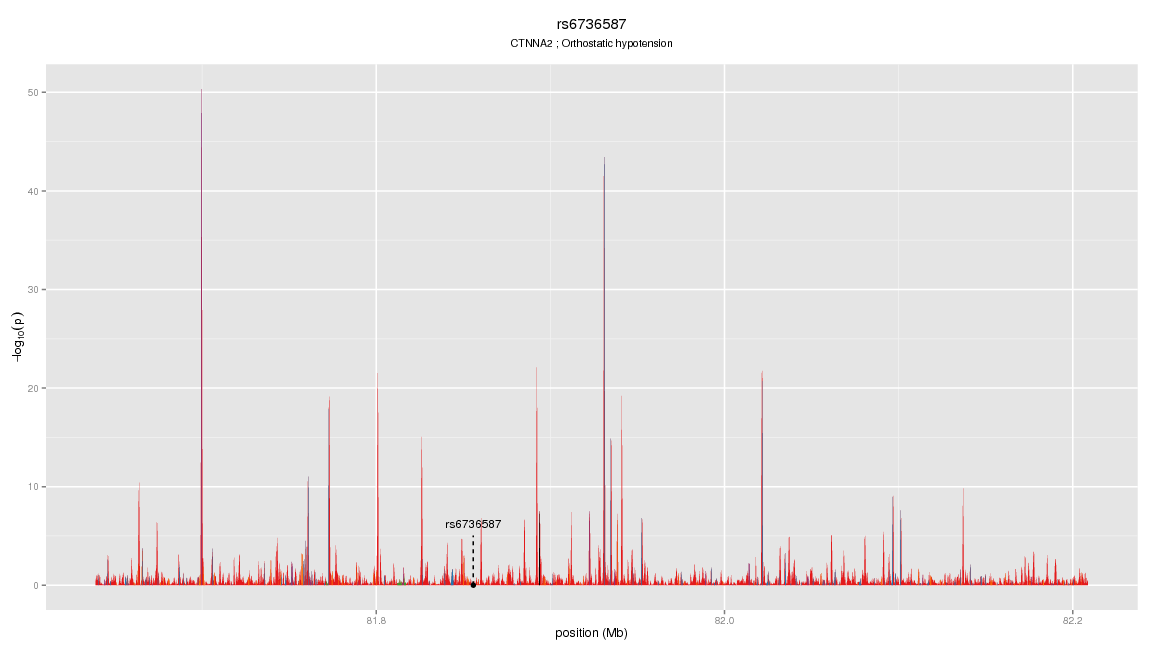 rs6736587
CTNNA2 ; Orthostatic hypotension
50
40
30
20
10
0
−log10(p)
rs6736587
81.8
82.0
82.2
position (Mb)